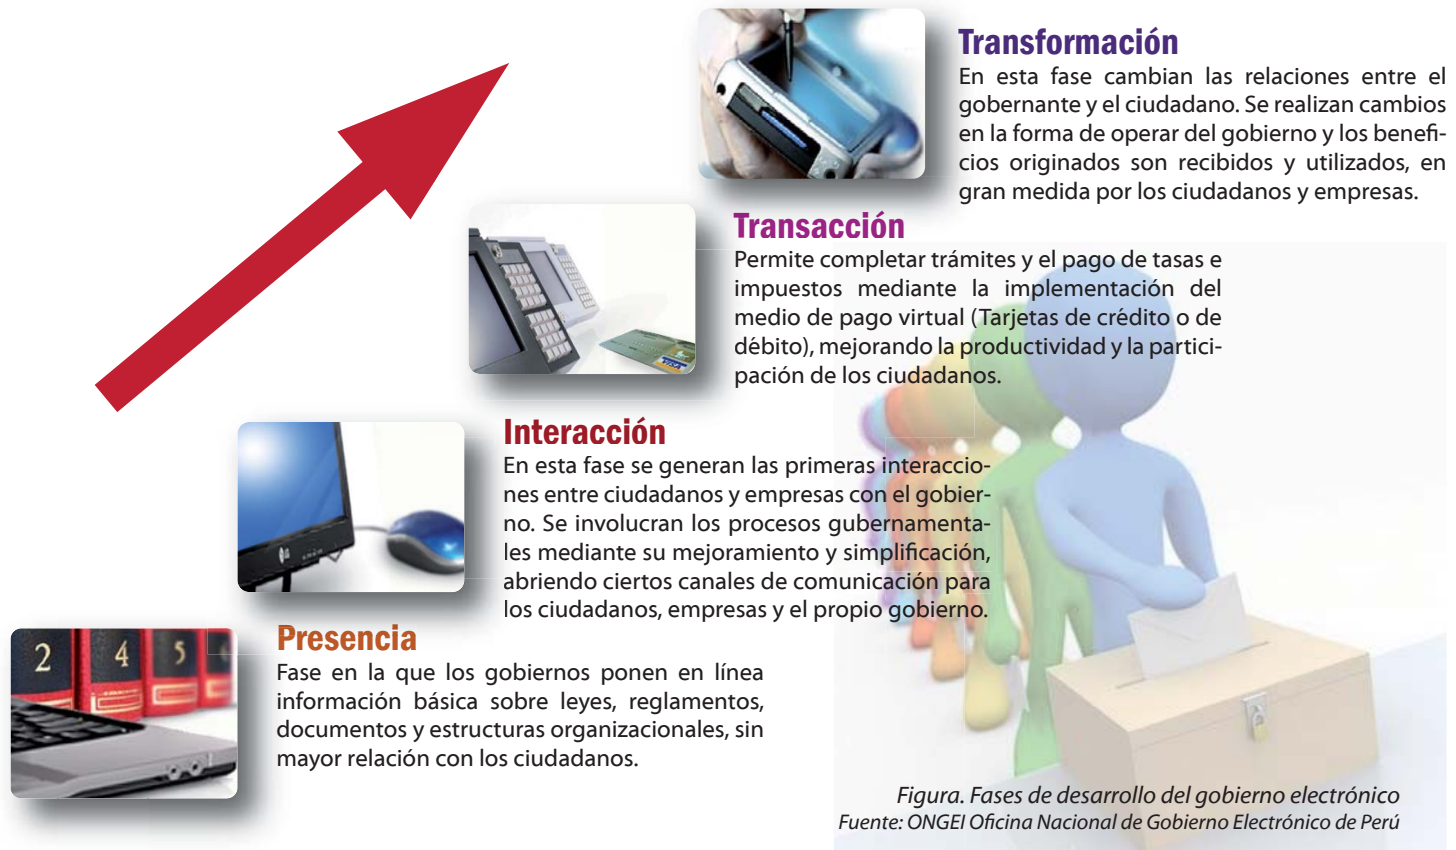 Transformación
En esta fase cambian las relaciones entre el
gobernante y el ciudadano. Se realizan cambios
en la forma de operar del gobierno y los benefi-
cios originados son recibidos y utilizados, en
gran medida por los ciudadanos y empresas.
Transacción
Permite completar trámites y el pago de tasas e
impuestos mediante la implementación del
medio de pago virtual (Tarjetas de crédito o de
débito), mejorando la productividad y la partici-
pación de los ciudadanos.
VISA
Interacción
En esta fase se generan las primeras interaccio-
nes entre ciudadanos y empresas con el gobier-
no. Se involucran los procesos gubernamenta-
les mediante su mejoramiento y simplificación,
abriendo ciertos canales de comunicación para
los ciudadanos, empresas y el propio gobierno.
Presencia
Fase en la que los gobiernos ponen en línea
información básica sobre leyes, reglamentos,
documentos y estructuras organizacionales, sin
mayor relación con los ciudadanos.
2 4 5
Figura. Fases de desarrollo del gobierno electrónico
Fuente: ONGEI Oficina Nacional de Gobierno Electrónico de Perú